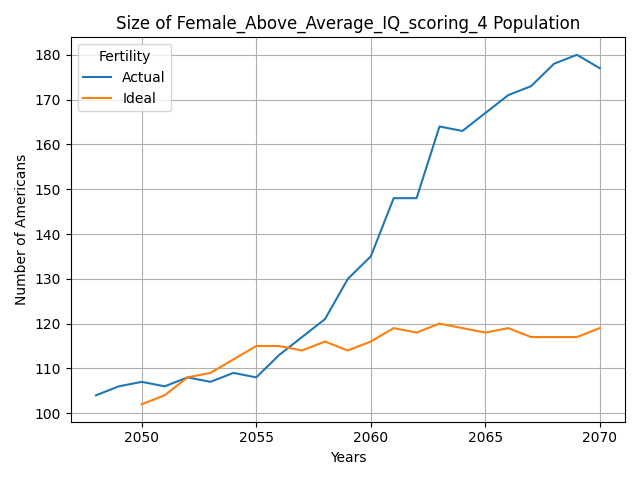 Size of Female_Above_Average_IQ_scoring_4 Population
Fertility
Actual
Ideal
Number of Americans
180
170
160
150
140
130
120
110
100
2050
2055
2060
2065
2070
Years